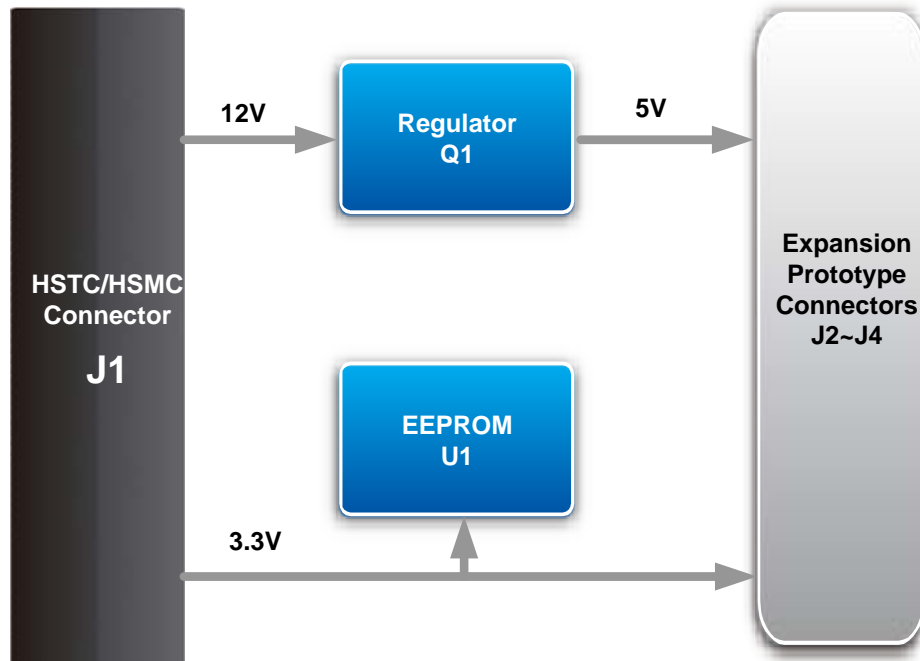 12V
Regulator
Q1
5V
HSTC/HSMC
Connector
J1
Expansion
Prototype
Connectors
J2~J4
EEPROM
U1
3.3V